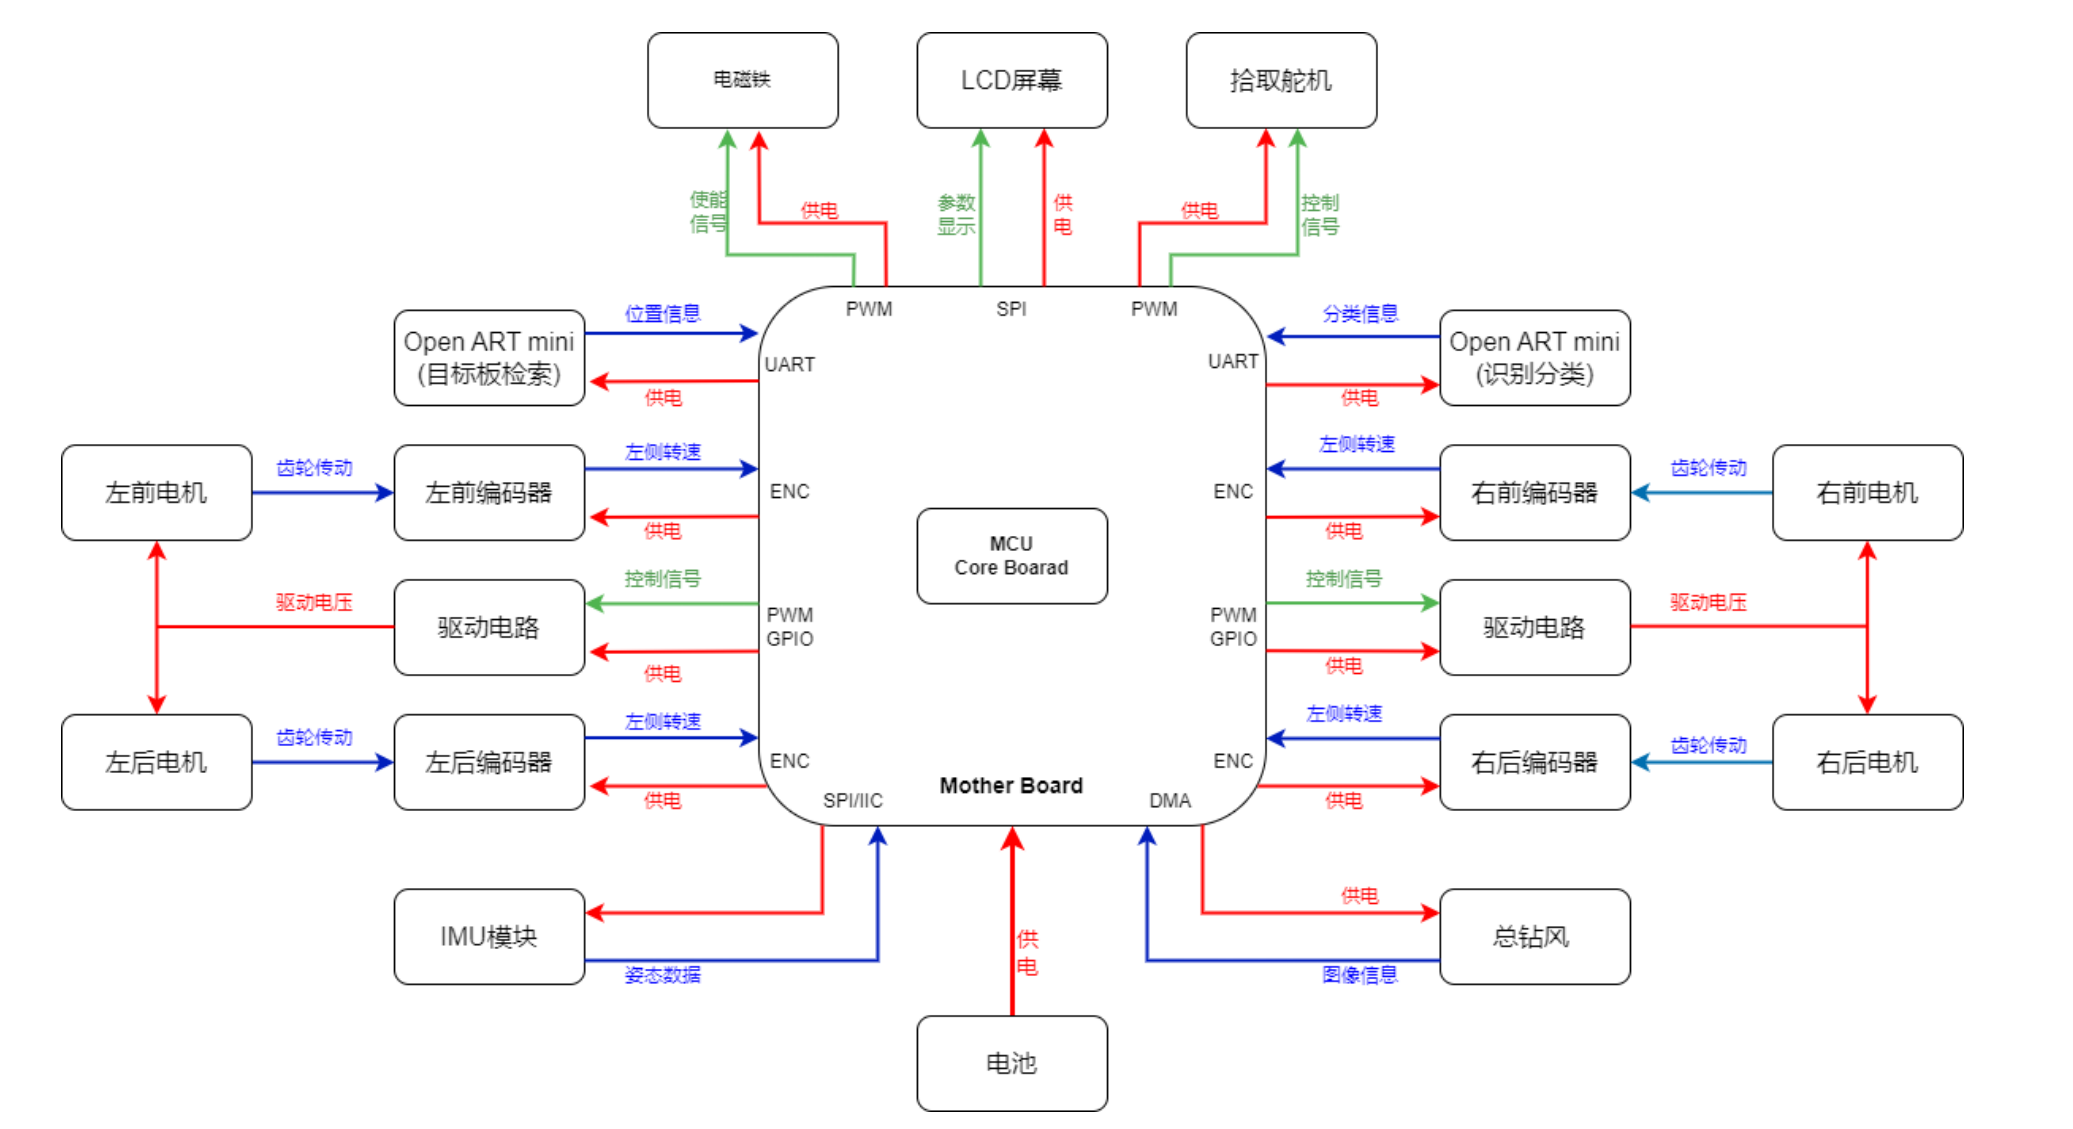 电磁铁
LCD屏幕
拾取舵机
使能
信号
供电
参数
显示
供
电
供电
控制
信号
PWM
SPI
PWM
Open ART mini
(目标板检索)
位置信息
供电
UART
UART
分类信息
供电
Open ART mini
(识别分类)
左前电机
齿轮传动
左前编码器
左侧转速
供电
ENC
ENC
左侧转速
供电
右前编码器
齿轮传动
右前电机
MCU
Core Boarad
驱动电压
驱动电路
控制信号
供电
PWM
GPIO
PWM
GPIO
控制信号
供电
驱动电路
驱动电压
左后电机
齿轮传动
左后编码器
左侧转速
供电
ENC
ENC
左侧转速
供电
右后编码器
齿轮传动
右后电机
SPI/IIC
Mother Board
DMA
IMU模块
姿态数据
供
电
供电
图像信息
总钻风
电池